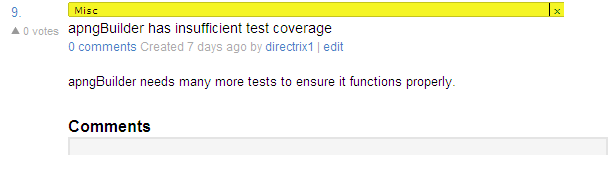 9.
Misc x
▲ 0 votes
apngBuilder has insufficient test coverage
0 comments Created 7 days ago by directrix1 | edit
apngBuilder needs many more tests to ensure it functions properly.
Comments